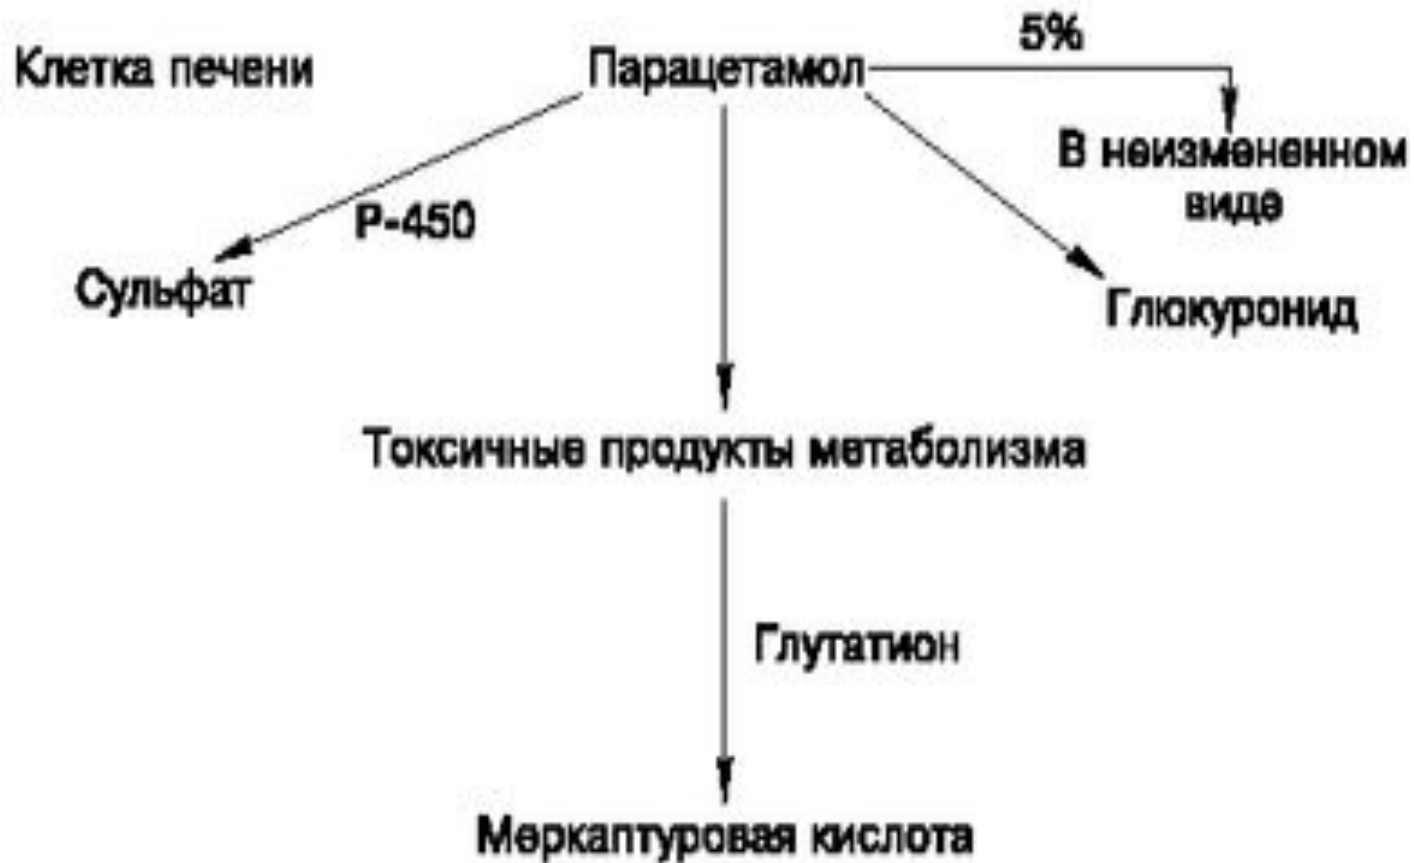 Клетка печени
Парацетамол
5%
В неизмененном
виде
P-450
Сульфат
Глюкуронид
Токсичные продукты метаболизма
Глутатион
Меркаптуровая кислота